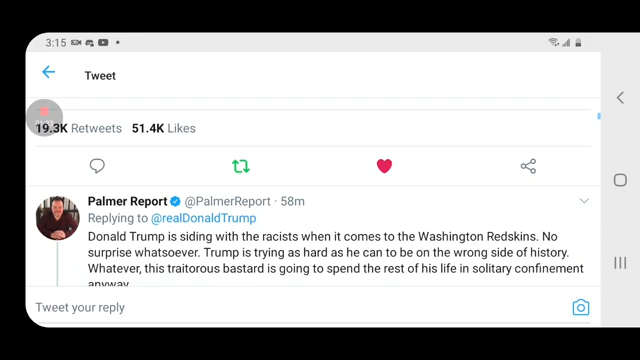 3:15
Tweet
19.3K Retweets 51.4K Likes
Palmer Report @PalmerReport · 58m
Replying to @realDonaldTrump
Donald Trump is siding with the racists when it comes to the Washington Redskins. No
surprise whatsoever. Trump is trying as hard as he can to be on the wrong side of history.
Whatever, this traitorous bastard is going to spend the rest of his life in solitary confinement
anyway
Tweet your reply